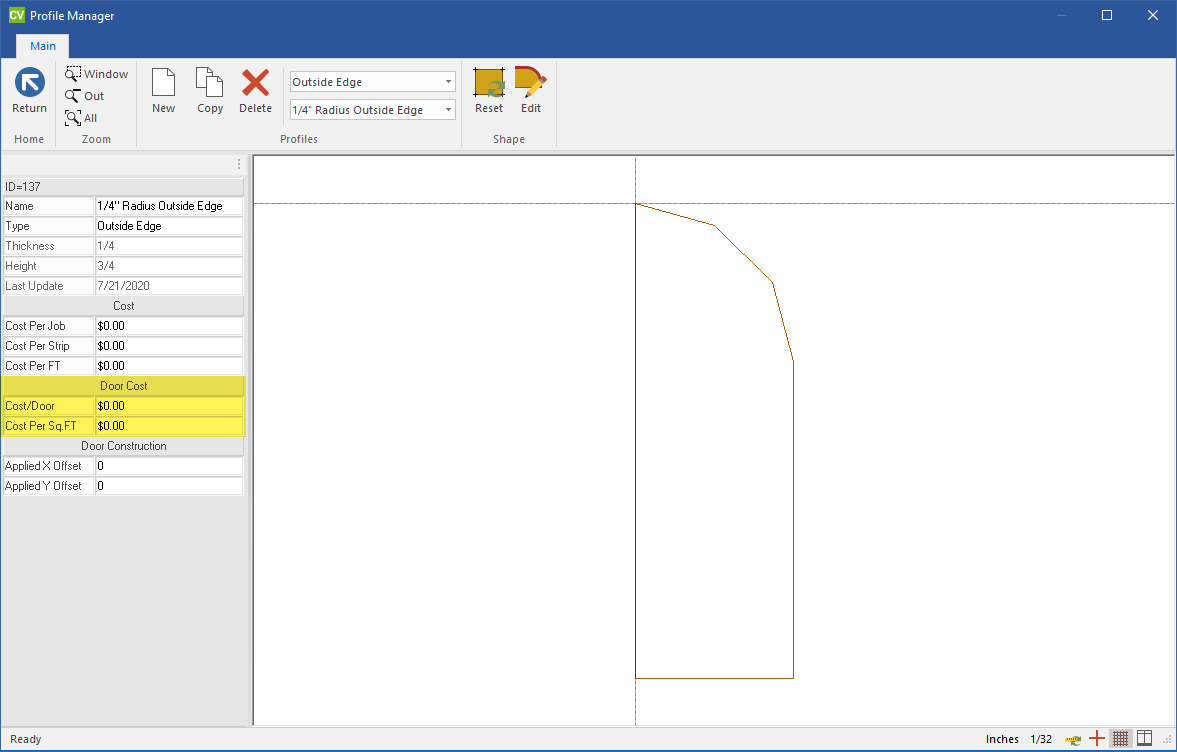 CV Profile Manager
Main
Return
Home
Window
Out
All
Zoom
New
Copy
Delete
Outside Edge
1/4" Radius Outside Edge
Profiles
Reset
Edit
Shape
ID=137
Name 1/4" Radius Outside Edge
Type Outside Edge
Thickness 1/4
Height 3/4
Last Update 7/21/2020
Cost
Cost Per Job $0.00
Cost Per Strip $0.00
Cost Per FT $0.00
Door Cost
Cost/Door $0.00
Cost Per Sq.FT $0.00
Door Construction
Applied X Offset 0
Applied Y Offset 0
Ready
Inches 1/32